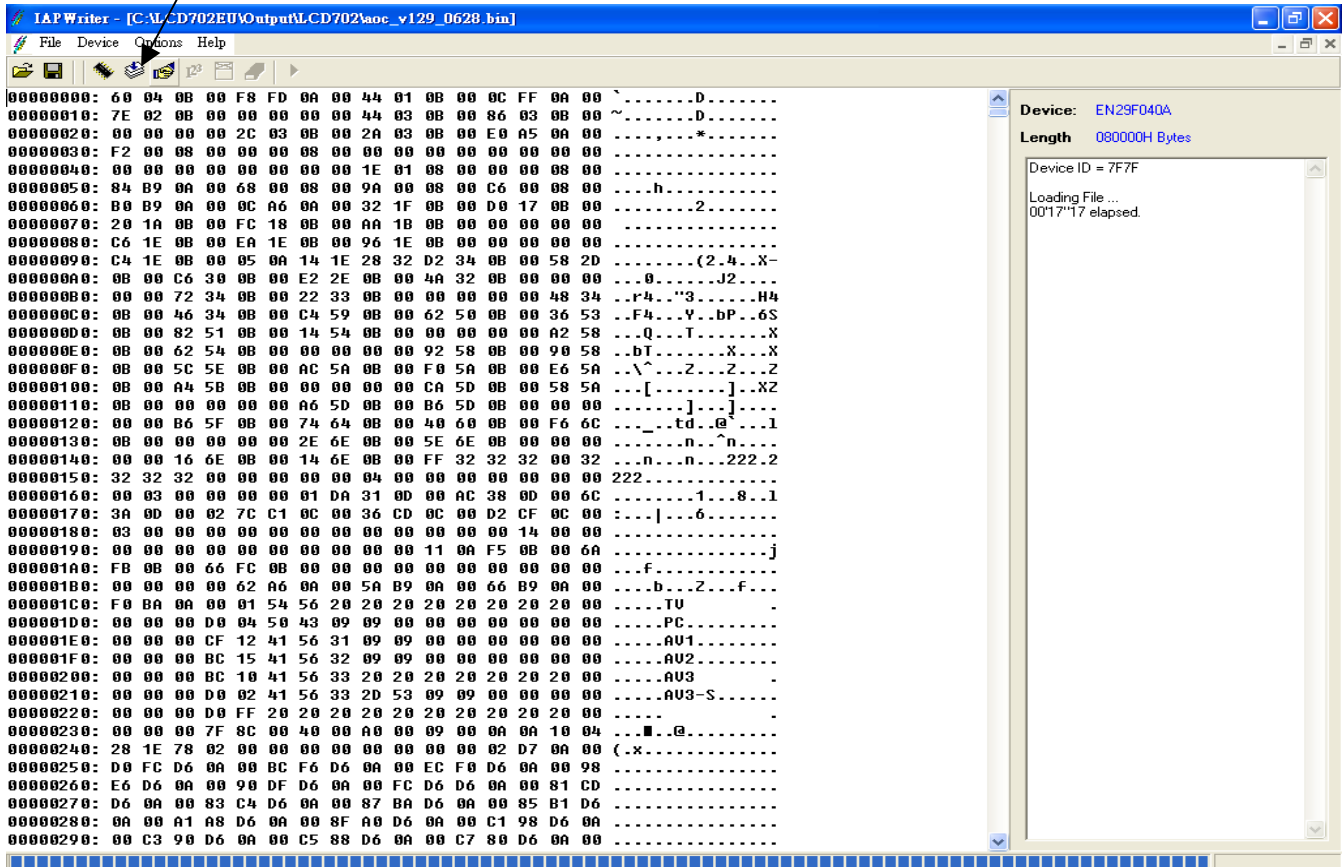 IAPWriter - [C:\LCD702EU\Output\LCD702\aoc_v129_0628.bin]
File Device Options Help
00000000: 60 04 0B 00 F8 FD 0A 00 44 01 0B 00 0C FF 0A 00 `.......D.......
00000010: 7E 02 0B 00 00 00 00 00 44 03 0B 00 86 03 0B 00 ~.......D.......
00000020: 00 00 00 00 2C 03 0B 00 2A 03 0B 00 E0 A5 0A 00 ....,...*.......
00000030: F2 00 08 00 00 08 00 00 00 00 00 00 00 00 00 00 ................
00000040: 00 00 00 00 00 00 00 00 1E 01 08 00 00 00 08 00 ................
00000050: 84 B9 0A 00 68 00 08 00 9A 00 08 00 C6 00 08 00 ....h...........
00000060: B0 B9 0A 00 0C A6 0A 00 32 1F 0B 00 D0 17 0B 00 ........2.......
00000070: 20 1A 0B 00 FC 18 0B 00 AA 1B 0B 00 00 00 00 00 ...............
00000080: C6 1E 0B 00 EA 1E 0B 00 96 1E 0B 00 00 00 00 00 ................
00000090: C4 1E 0B 00 05 0A 14 1E 28 32 D2 34 0B 00 58 2D ........(2.4..X-
000000A0: 0B 00 C6 30 0B 00 E2 2E 0B 00 4A 32 0B 00 00 00 ...0......J2....
000000B0: 00 00 72 34 0B 00 22 33 0B 00 00 00 00 00 48 34 ..r4.."3......H4
000000C0: 0B 00 46 34 0B 00 C4 59 0B 00 62 50 0B 00 36 53 ..F4...Y..bP..6S
000000D0: 0B 00 82 51 0B 00 14 54 0B 00 00 00 00 00 A2 58 ...Q...T.......X
000000E0: 0B 00 62 54 0B 00 00 00 00 00 92 58 0B 00 90 58 ..bT.......X...X
000000F0: 0B 00 5C 5E 0B 00 AC 5A 0B 00 F0 5A 0B 00 E6 5A ..\^...Z...Z...Z
00000100: 0B 00 A4 5B 0B 00 00 00 00 00 CA 5D 0B 00 58 5A ...[.......]..XZ
00000110: 0B 00 00 00 00 00 A6 5D 0B 00 B6 5D 0B 00 00 00 .......]...]....
00000120: 00 00 B6 5F 0B 00 74 64 0B 00 40 60 0B 00 F6 6C ..._..td..@`...l
00000130: 0B 00 00 00 00 00 2E 6E 0B 00 5E 6E 0B 00 00 00 .......n..^n....
00000140: 00 00 16 6E 0B 00 14 6E 0B 00 FF 32 32 32 00 32 ...n...n...222.2
00000150: 32 32 32 00 00 00 00 00 04 00 00 00 00 00 00 00 222.............
00000160: 00 03 00 00 00 00 01 DA 31 0D 00 AC 38 0D 00 6C ........1...8..l
00000170: 3A 0D 00 02 7C C1 0C 00 36 CD 0C 00 D2 CF 0C 00 :...|...6.......
00000180: 03 00 00 00 00 00 00 00 00 00 00 00 00 14 00 00 ................
00000190: 00 00 00 00 00 00 00 00 00 00 11 0A F5 0B 00 6A ...............j
000001A0: FB 0B 00 66 FC 0B 00 00 00 00 00 00 00 00 00 00 ...f............
000001B0: 00 00 00 00 62 A6 0A 00 5A B9 0A 00 66 B9 0A 00 ....b...Z...f...
000001C0: F0 BA 0A 00 01 54 56 20 20 20 20 20 20 20 20 00 .....TV .
000001D0: 00 00 00 D0 04 50 43 09 09 00 00 00 00 00 00 00 .....PC.........
000001E0: 00 00 00 CF 12 41 56 31 09 09 00 00 00 00 00 00 .....AV1........
000001F0: 00 00 00 BC 15 41 56 32 09 09 00 00 00 00 00 00 .....AV2........
00000200: 00 00 00 BC 10 41 56 33 20 20 20 20 20 20 20 00 .....AV3 .
00000210: 00 00 00 D0 02 41 56 33 2D 53 09 09 00 00 00 00 .....AV3-S......
00000220: 00 00 00 D0 FF 20 20 20 20 20 20 20 20 20 20 00 ..... .
00000230: 00 00 00 7F 8C 00 40 00 A0 00 09 00 0A 0A 10 04 ...■..@.........
00000240: 28 1E 78 02 00 00 00 00 00 00 00 00 02 D7 0A 00 (.x.............
00000250: D0 FC D6 0A 00 BC F6 D6 0A 00 EC F0 D6 0A 00 98 ................
00000260: E6 D6 0A 00 90 DF D6 0A 00 FC D6 D6 0A 00 81 CD ................
00000270: D6 0A 00 83 C4 D6 0A 00 87 BA D6 0A 00 85 B1 D6 ................
00000280: 0A 00 A1 A8 D6 0A 00 8F A0 D6 0A 00 C1 98 D6 0A ................
00000290: 00 C3 90 D6 0A 00 C5 88 D6 0A 00 C7 80 D6 0A 00 ................
Device: EN29F040A
Length 080000H Bytes
Device ID = 7F7F
Loading File ...
00'17"17 elapsed.